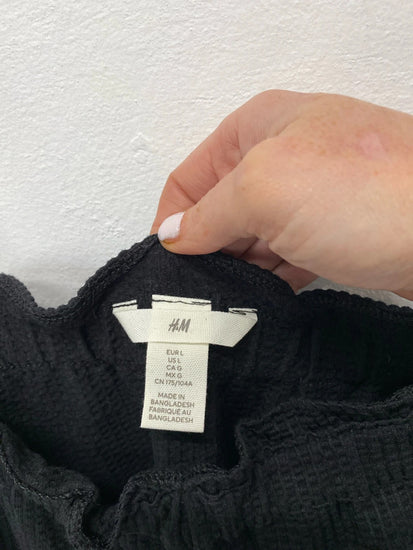 H&M
EUR L
US L
CA G
MX G
CN 175/104A
MADE IN
BANGLADESH
FABRIQUÉ AU
BANGLADESH